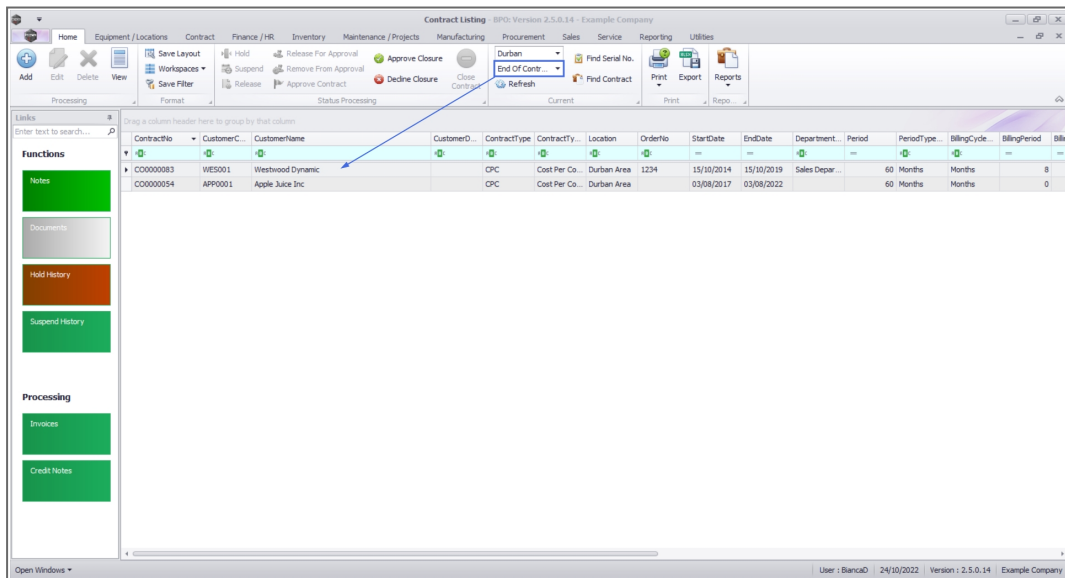 Contract Listing - BPO: Version 2.5.0.14 - Example Company
Home Equipment / Locations Contract Finance / HR Inventory Maintenance / Projects Manufacturing Procurement Sales Service Reporting Utilities
Add Edit Delete View
Processing
Save Layout
Workspaces
Save Filter
Format
Hold Release For Approval
Suspend Remove From Approval
Release Approve Contract
Approve Closure
Decline Closure
Close Contract
Status Processing
Durban
End Of Contr...
Refresh
Find Serial No.
Find Contract
Current
Print Export
Print
Reports
Repo...
Links
Enter text to search...
Functions
Notes
Documents
Hold History
Suspend History
Processing
Invoices
Credit Notes
Drag a column header here to group by that column
ContractNo CustomerC... CustomerName CustomerD... ContractType ContractTy... Location OrderNo StartDate EndDate Department... Period PeriodType... BillingCycle... BillingPeriod Billi
CO0000083 WES001 Westwood Dynamic CPC Cost Per Co... Durban Area 1234 15/10/2014 15/10/2019 Sales Depar... 60 Months Months 8
CO0000054 APP0001 Apple Juice Inc CPC Cost Per Co... Durban Area 03/08/2017 03/08/2022 60 Months Months 0
Open Windows
User : BiancaD 24/10/2022 Version : 2.5.0.14 Example Company